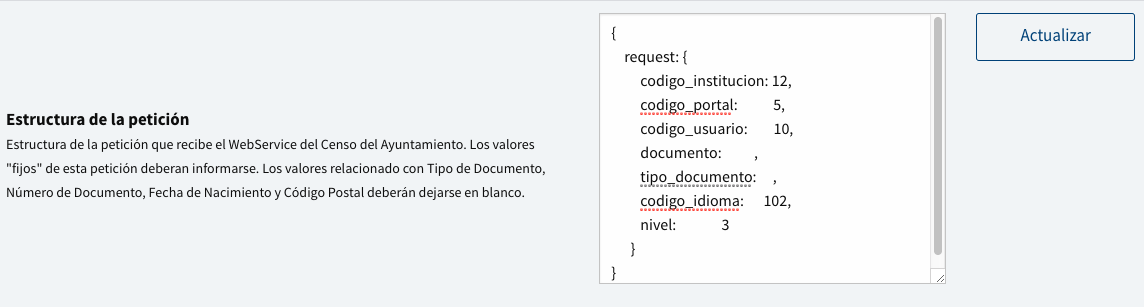 Estructura de la petición
Estructura de la petición que recibe el WebService del Censo del Ayuntamiento. Los valores
"fijos" de esta petición deberan informarse. Los valores relacionado con Tipo de Documento,
Número de Documento, Fecha de Nacimiento y Código Postal deberán dejarse en blanco.
{
request: {
codigo_institucion: 12,
codigo_portal: 5,
codigo_usuario: 10,
documento: ,
tipo_documento: ,
codigo_idioma: 102,
nivel: 3
}
}
Actualizar